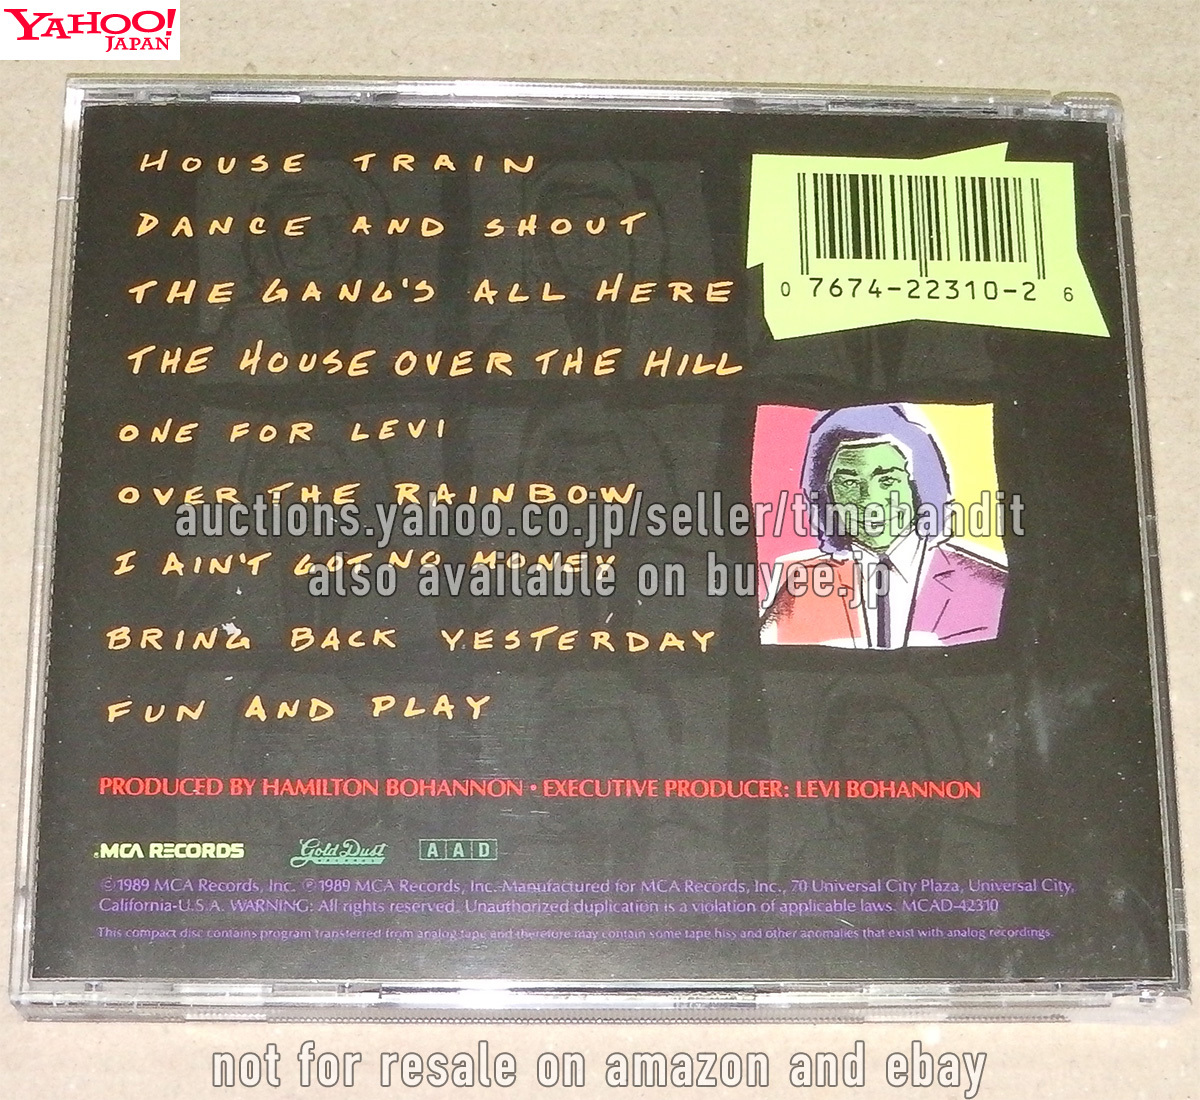 YAHOO!
JAPAN
HOUSE TRAIN
DANCE AND SHOUT
THE GANG'S ALL HERE
THE HOUSE OVER THE HILL
ONE FOR LEVI
OVER THE RAINBOW
I AIN'T GOT NO MONEY
BRING BACK YESTERDAY
FUN AND PLAY
0 7674-22310-2 6
auctions.yahoo.co.jp/seller/timebandit
also available on buyee.jp
PRODUCED BY HAMILTON BOHANNON • EXECUTIVE PRODUCER: LEVI BOHANNON
MCA RECORDS
Gold Dust
RECORDS
AAD
©1989 MCA Records, Inc. ℗1989 MCA Records, Inc.-Manufactured for MCA Records, Inc., 70 Universal City Plaza, Universal City,
California-U.S.A. WARNING: All rights reserved. Unauthorized duplication is a violation of applicable laws. MCAD-42310
This compact disc contains program transferred from analog tape and therefore may contain some tape hiss and other anomalies that exist with analog recordings.
not for resale on amazon and ebay